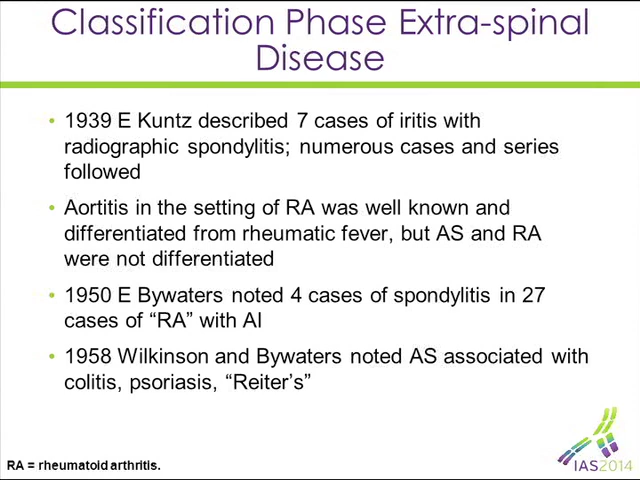 Classification Phase Extra-spinal
Disease
• 1939 E Kuntz described 7 cases of iritis with
radiographic spondylitis; numerous cases and series
followed
• Aortitis in the setting of RA was well known and
differentiated from rheumatic fever, but AS and RA
were not differentiated
• 1950 E Bywaters noted 4 cases of spondylitis in 27
cases of “RA” with AI
• 1958 Wilkinson and Bywaters noted AS associated with
colitis, psoriasis, “Reiter’s”
IAS2014
RA = rheumatoid arthritis.